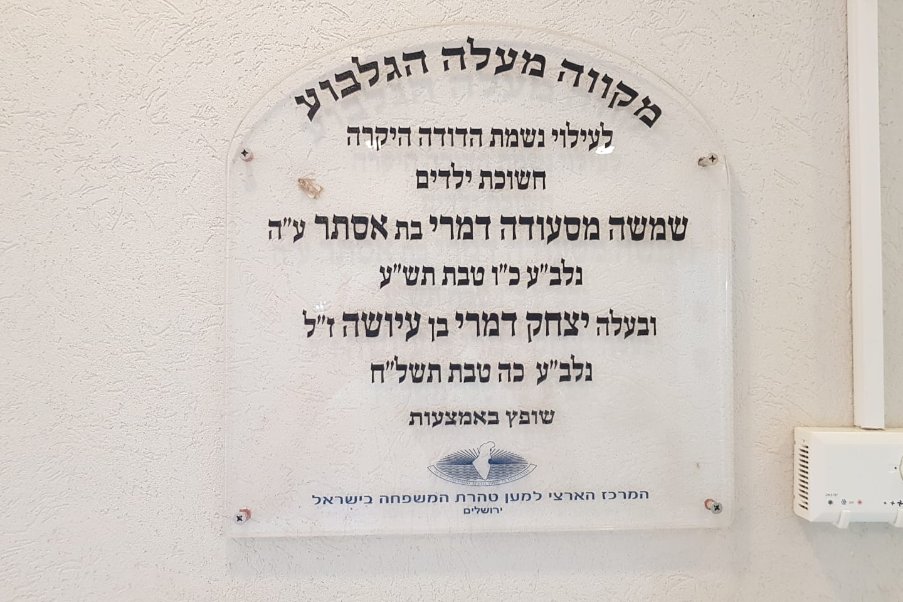 מקווה מעלה הגלבוע
לעילוי נשמת הדודה היקרה
חשוכת ילדים
שמשה מסעודה דמרי בת אסתר ע"ה
נלב"ע כ"ו טבת תש"ע
ובעלה יצחק דמרי בן עיושה ז"ל
נלב"ע כה טבת תשל"ח
שופץ באמצעות
המרכז הארצי למען טהרת המשפחה בישראל
ירושלים